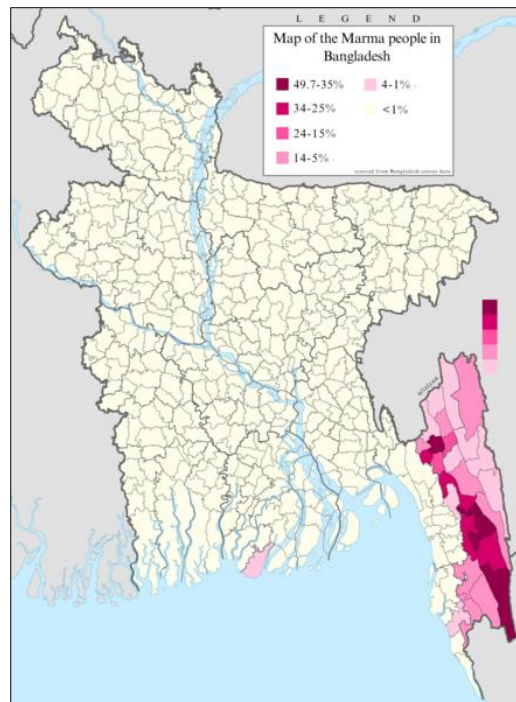 L E G E N D
Map of the Marma people in
Bangladesh
49.7-35%
34-25%
24-15%
14-5%
4-1%
<1%
sourced from Bangladesh census data